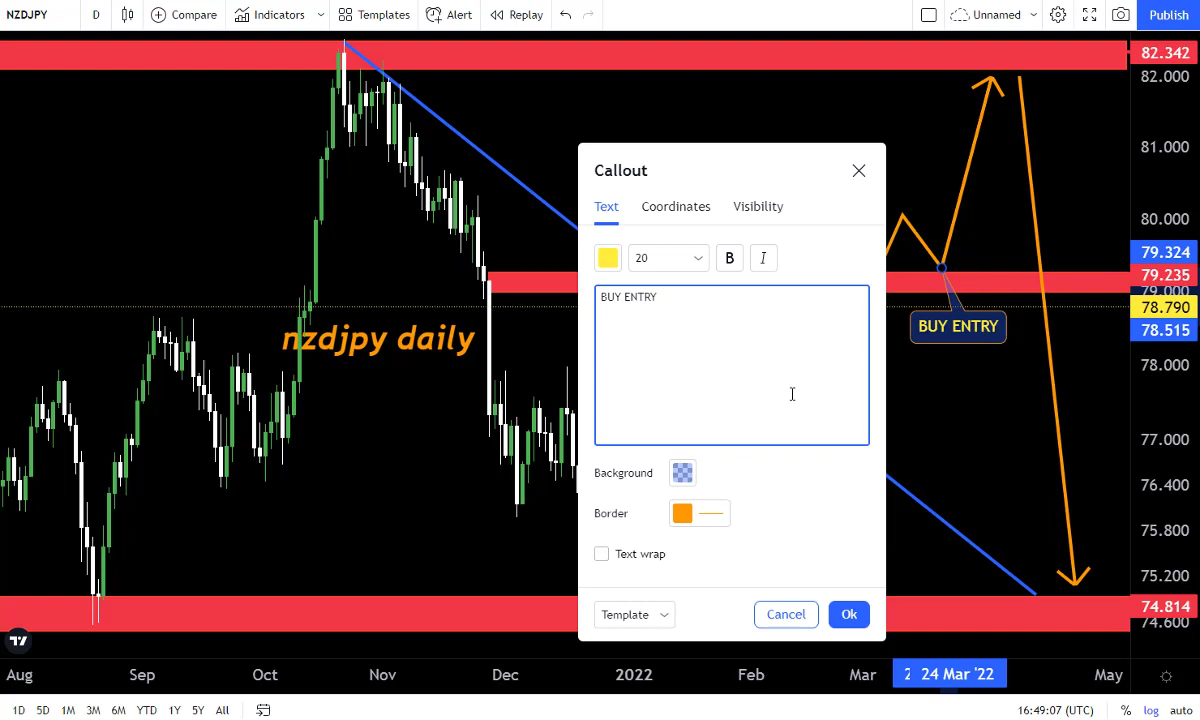 NZDJPY D Compare Indicators Templates Alert Replay Unnamed Publish
82.342
82.000
81.000
80.000
79.324
79.235
79.000
78.790
78.515
78.000
77.000
76.400
75.800
75.200
74.814
74.600
nzdjpy daily
BUY ENTRY
Callout
Text Coordinates Visibility
20 B I
BUY ENTRY
Background
Border
Text wrap
Template Cancel Ok
Aug Sep Oct Nov Dec 2022 Feb Mar 2 24 Mar '22 May
1D 5D 1M 3M 6M YTD 1Y 5Y All 16:49:07 (UTC) % log auto